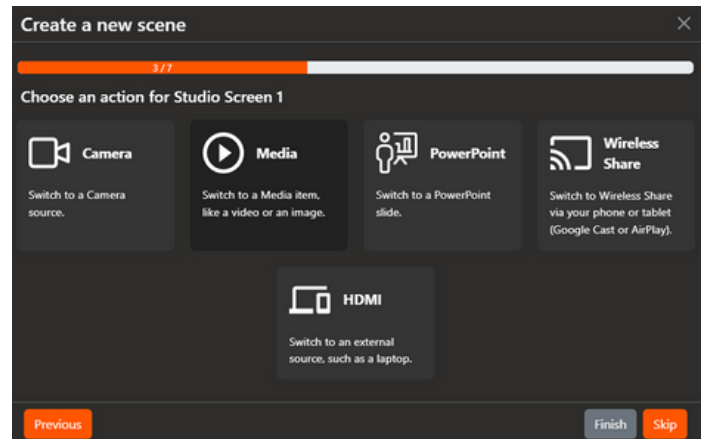 Create a new scene
3/7
Choose an action for Studio Screen 1
Camera
Switch to a Camera
source.
Media
Switch to a Media item,
like a video or an image.
PowerPoint
Switch to a PowerPoint
slide.
Wireless
Share
Switch to Wireless Share
via your phone or tablet
(Google Cast or AirPlay).
HDMI
Switch to an external
source, such as a laptop.
Previous
Finish
Skip